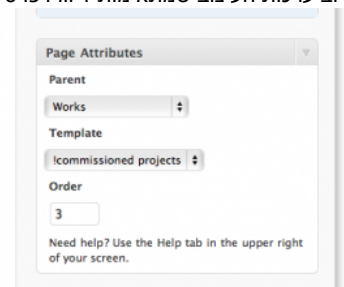 Page Attributes
Parent
Works
Template
!commissioned projects
Order
3
Need help? Use the Help tab in the upper right
of your screen.